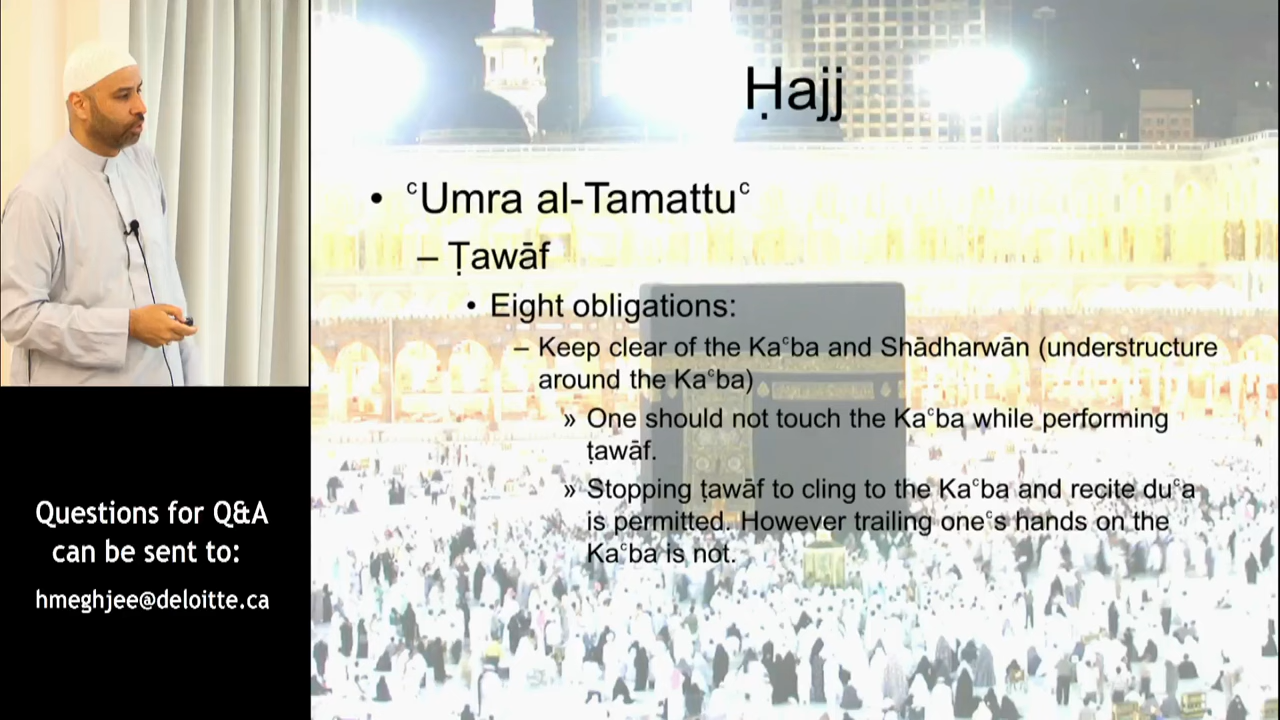 Ḥajj
• ᶜUmra al-Tamattuᶜ
– Ṭawāf
• Eight obligations:
– Keep clear of the Kaᶜba and Shādharwān (understructure
around the Kaᶜba)
» One should not touch the Kaᶜba while performing
ṭawāf.
» Stopping ṭawāf to cling to the Kaᶜba and recite duᶜa
is permitted. However trailing oneᶜs hands on the
Kaᶜba is not.
Questions for Q&A
can be sent to:
hmeghjee@deloitte.ca